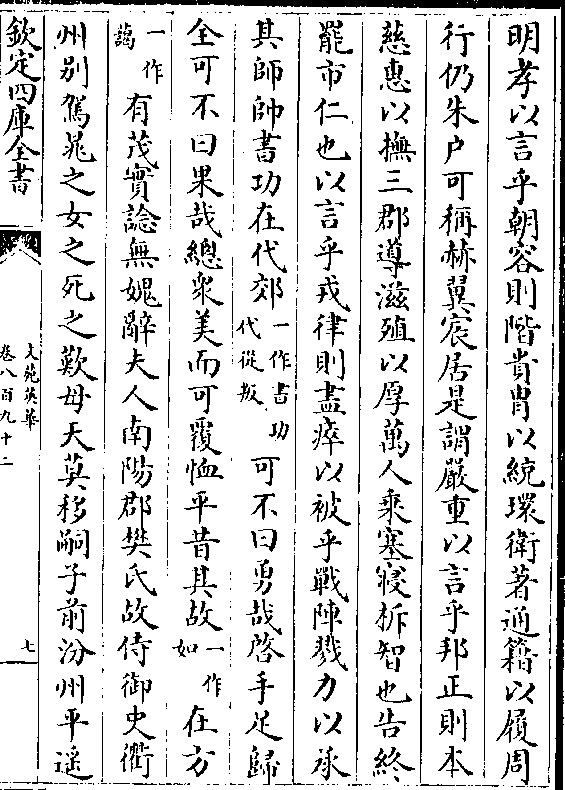 明孝以言乎朝容則階貴胄以統環衛著通籍以履周
行仍朱户可稱赫翼宸居是謂嚴重以言乎邦正則本
慈惠以撫三郡導滋殖以厚萬人乘塞寢柝智也告終
罷市仁也以言乎戎律則盡瘁以被乎戰陣戮力以承
其師帥書功在代郊一作書功代從叛可不曰勇哉啓手足歸
全可不曰果哉總衆美而可覆恤平昔其故一作如在方
一作藹有茂實諗無媿辭夫人南陽郡樊氏故侍御史衢
州别駕晁之女之死之歎母天莫移嗣子前汾州平遥
欽定四庫全書
文苑英華
卷八百九十二
七